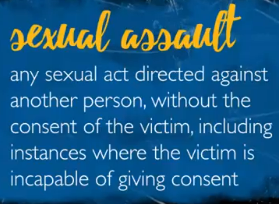 sexual assault
any sexual act directed against
another person, without the
consent of the victim, including
instances where the victim is
incapable of giving consent